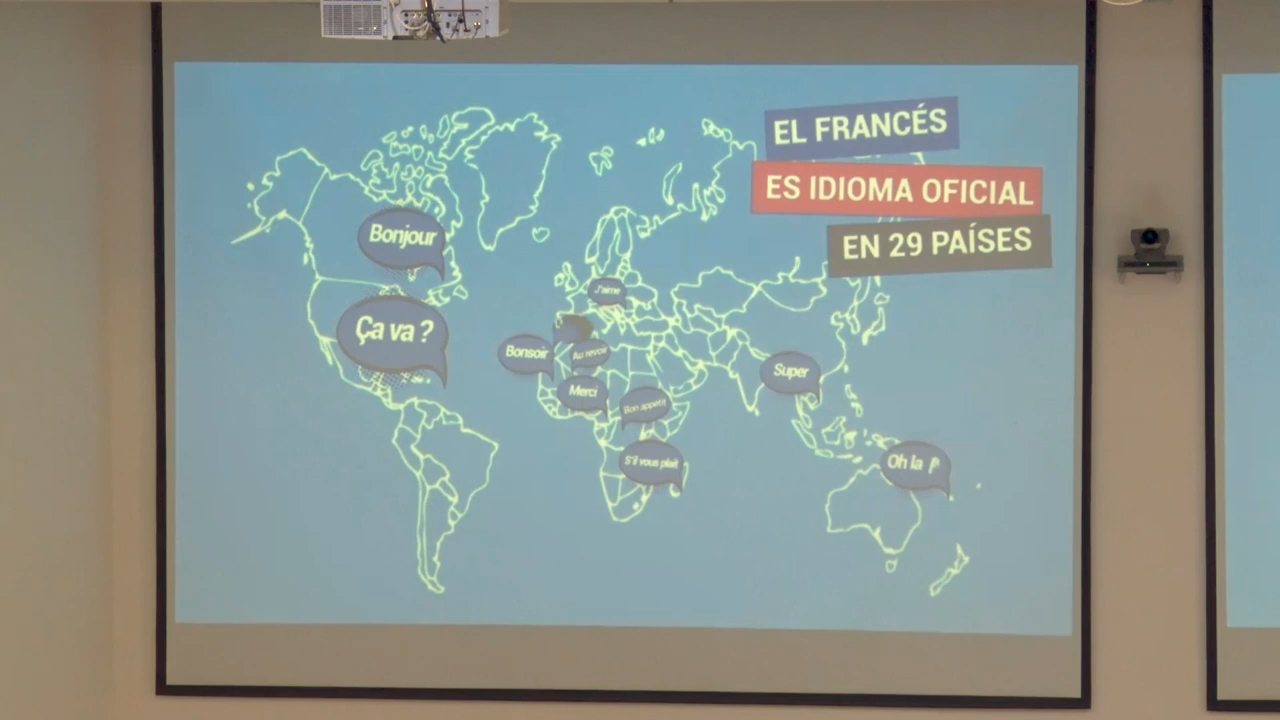 EL FRANCÉS
ES IDIOMA OFICIAL
EN 29 PAÍSES
Bonjour
Ça va ?
J'aime
Bonsoir
Au revoir
Merci
Bon appétit
Super
S'il vous plaît
Oh la